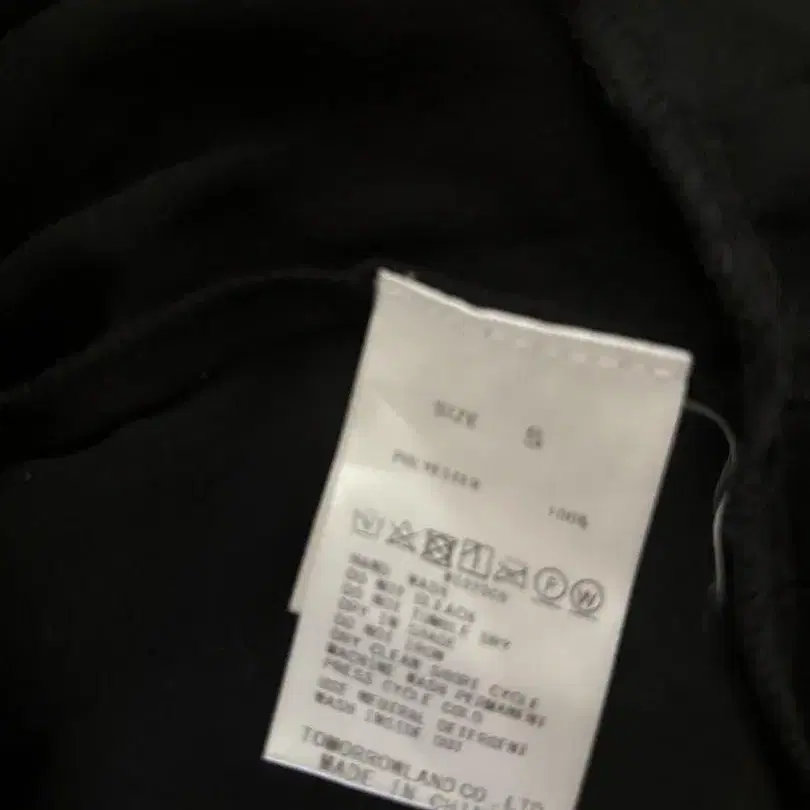 SIZE S
POLYESTER 100%
F W
HAND WASH
DO NOT BLEACH
DO NOT TUMBLE DRY
DRY IN SHADE
DO NOT IRON
DRY CLEAN SHORT CYCLE
MACHINE WASH PERMANENT
PRESS CYCLE COLD
USE NEUTRAL DETERGENT
WASH INSIDE OUT
TOMORROWLAND CO., LTD.
MADE IN CHINA